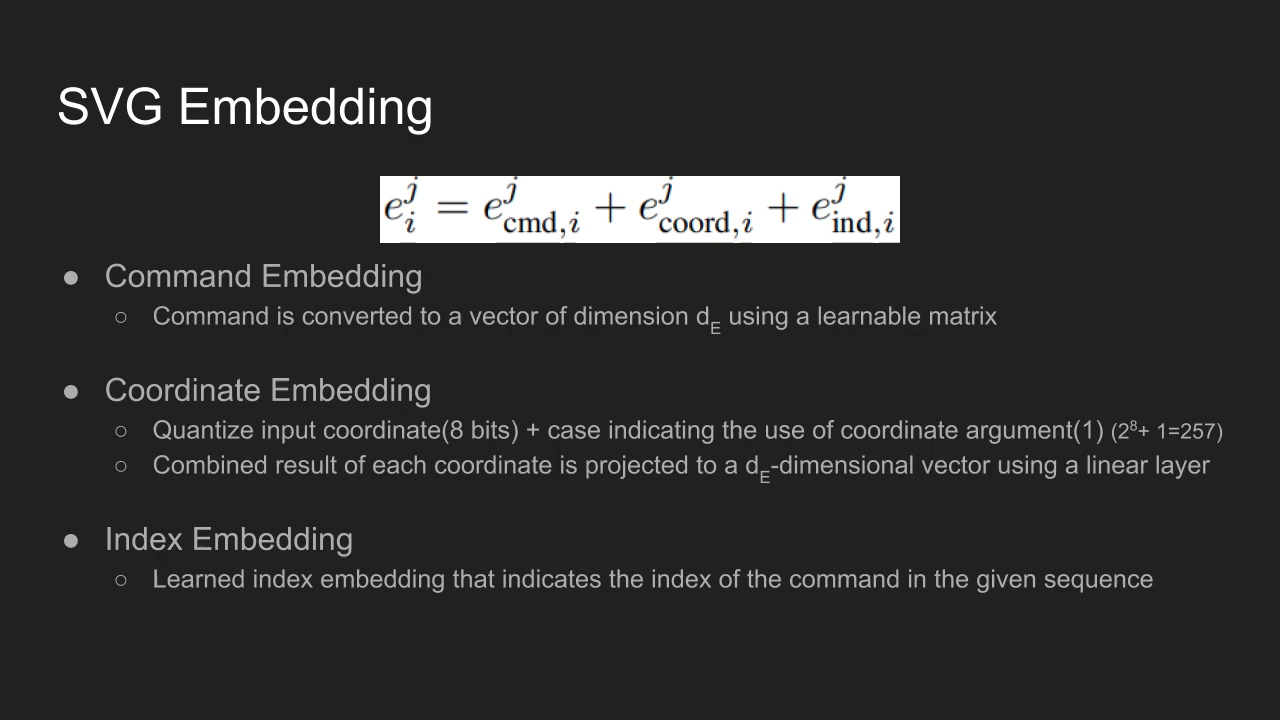 SVG Embedding
e_i^j = e_{cmd,i}^j + e_{coord,i}^j + e_{ind,i}^j
● Command Embedding
○ Command is converted to a vector of dimension d_E using a learnable matrix
● Coordinate Embedding
○ Quantize input coordinate(8 bits) + case indicating the use of coordinate argument(1) (2⁸+ 1=257)
○ Combined result of each coordinate is projected to a d_E-dimensional vector using a linear layer
● Index Embedding
○ Learned index embedding that indicates the index of the command in the given sequence